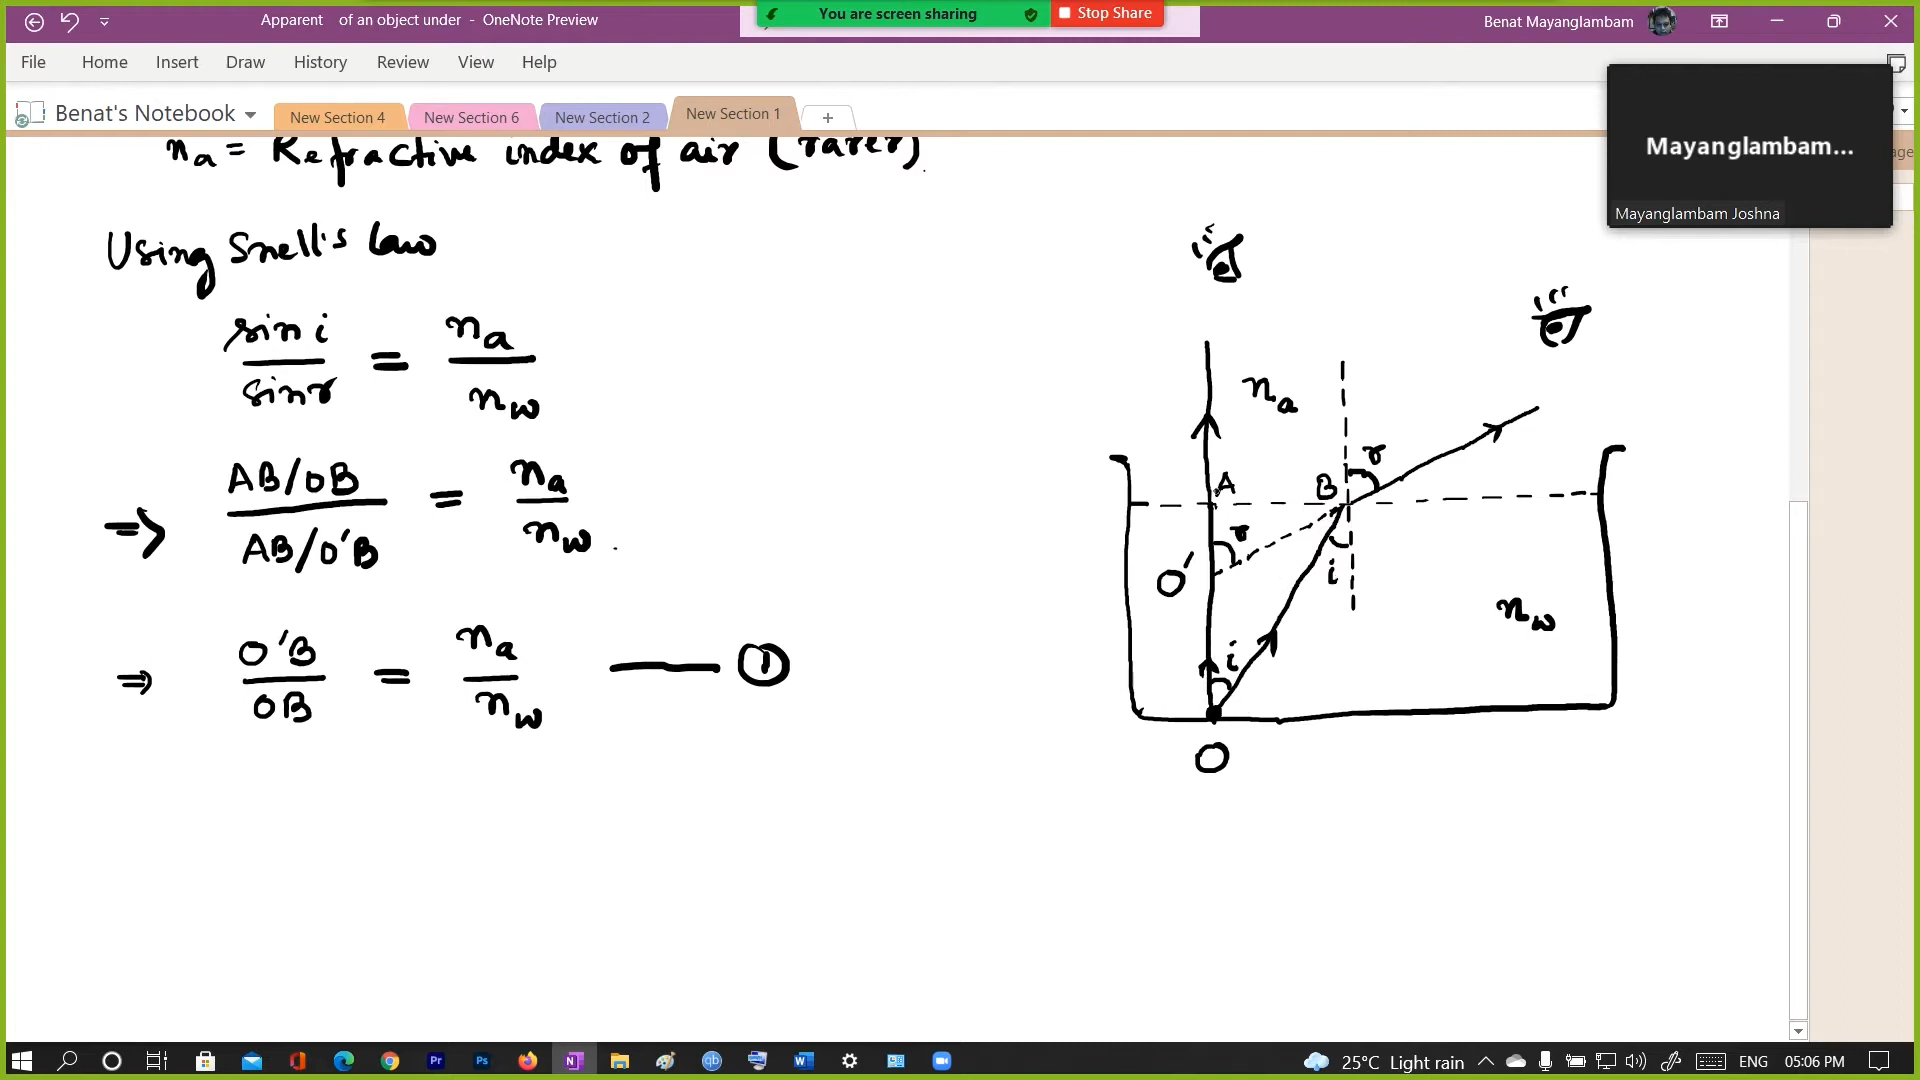 Apparent   of an object under - OneNote Preview
You are screen sharing
Stop Share
Benat Mayanglambam
File Home Insert Draw History Review View Help
Benat's Notebook
New Section 4
New Section 6
New Section 2
New Section 1
+
Mayanglambam...
Mayanglambam Joshna
age
na = Refractive index of air (rarer).
Using Snell's law
sin i / sin r = na / nw
⇒ AB/OB / AB/O'B = na / nw .
⇒ O'B / OB = na / nw —— ①
na
r
A
B
r
O'
i
nw
i
O
25°C Light rain
ENG
05:06 PM